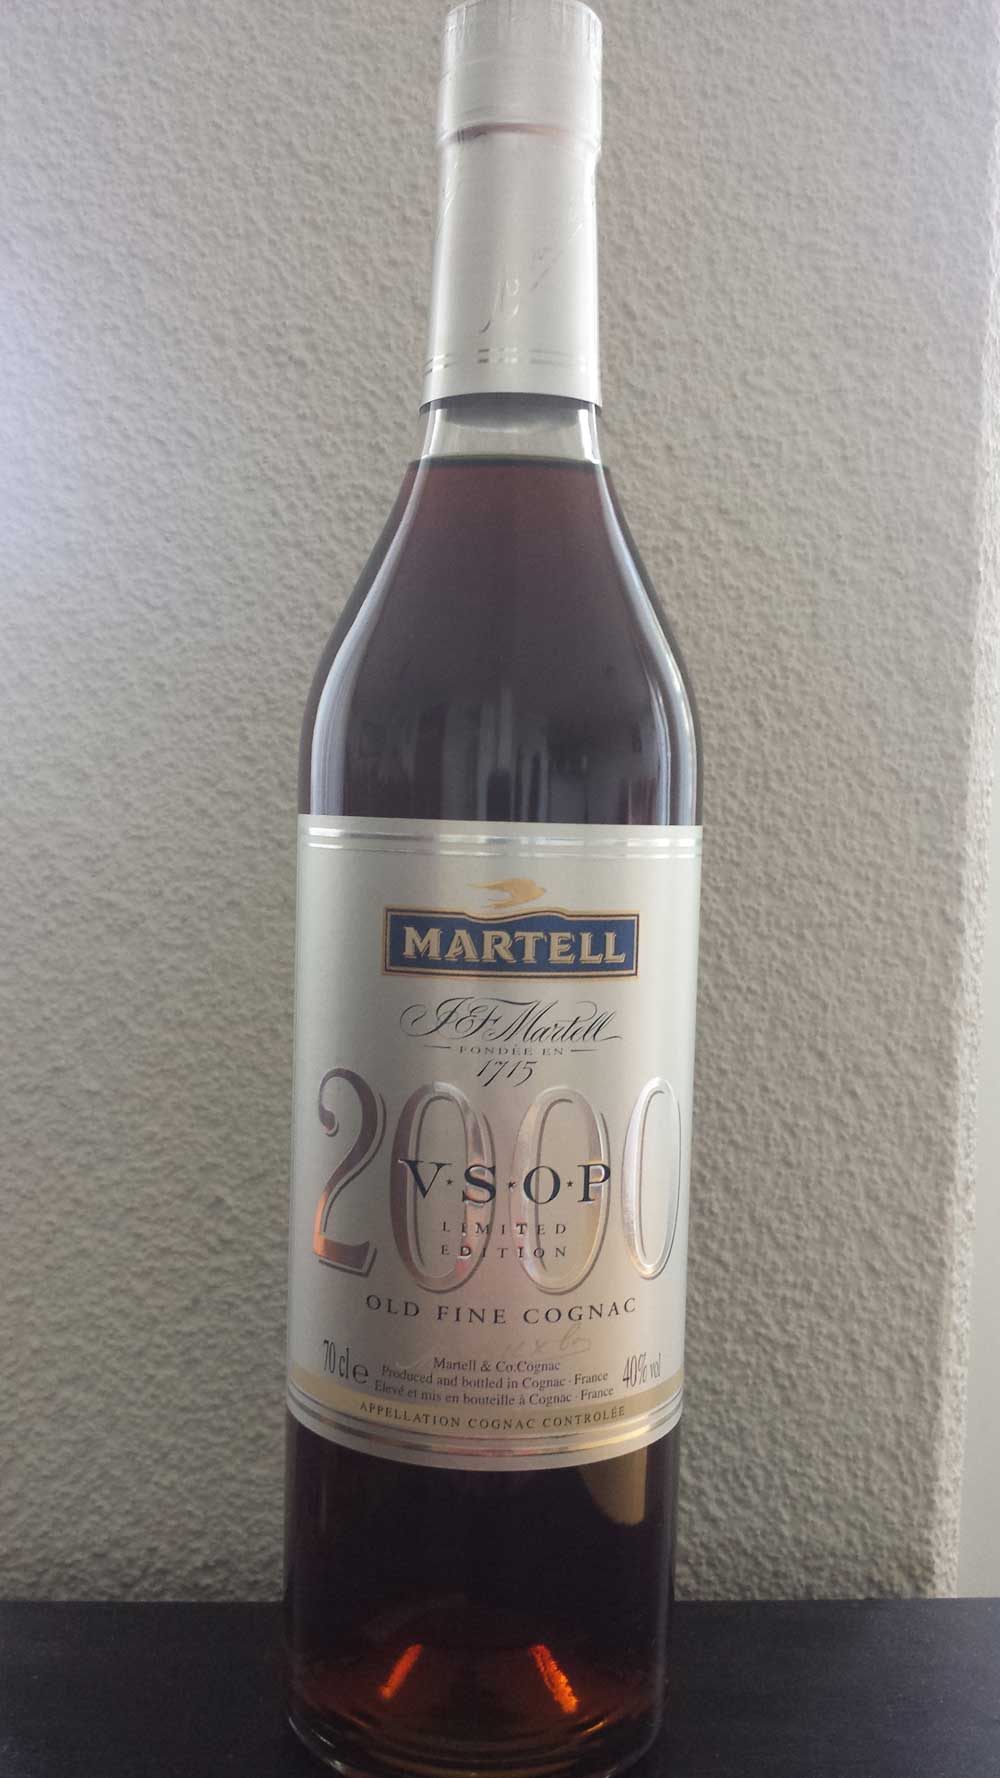 MARTELL
J&F Martell
FONDÉE EN
1715
2000
V·S·O·P
LIMITED
EDITION
OLD FINE COGNAC
70 cl e
Martell & Co.Cognac
Produced and bottled in Cognac · France
Elevé et mis en bouteille à Cognac · France
40% vol
APPELLATION COGNAC CONTROLÉE